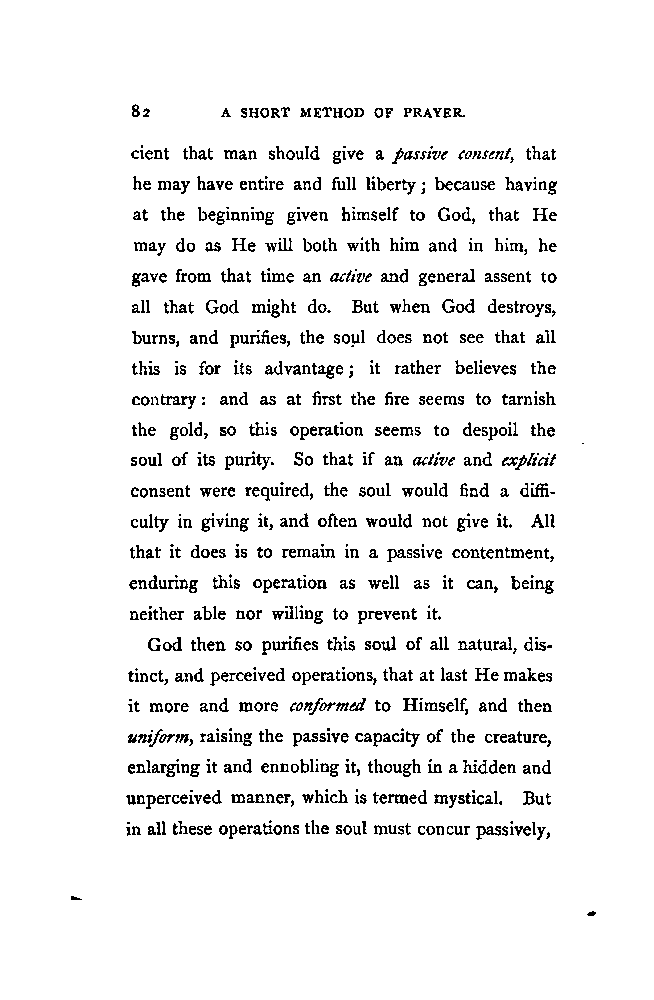 82 A SHORT METHOD OF PRAYER.
cient that man should give a passive consent, that
he may have entire and full liberty ; because having
at the beginning given himself to God, that He
may do as He will both with him and in him, he
gave from that time an active and general assent to
all that God might do. But when God destroys,
burns, and purifies, the soul does not see that all
this is for its advantage ; it rather believes the
contrary : and as at first the fire seems to tarnish
the gold, so this operation seems to despoil the
soul of its purity. So that if an active and explicit
consent were required, the soul would find a diffi-
culty in giving it, and often would not give it. All
that it does is to remain in a passive contentment,
enduring this operation as well as it can, being
neither able nor willing to prevent it.
God then so purifies this soul of all natural, dis-
tinct, and perceived operations, that at last He makes
it more and more conformed to Himself, and then
uniform, raising the passive capacity of the creature,
enlarging it and ennobling it, though in a hidden and
unperceived manner, which is termed mystical. But
in all these operations the soul must concur passively,